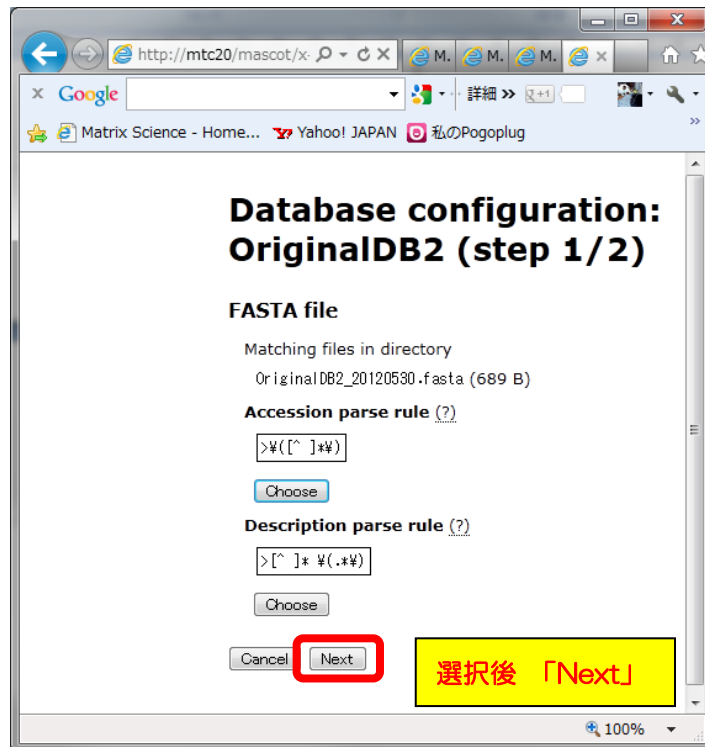 http://mtc20/mascot/x- M. M. M.
× Google 詳細 >>
Matrix Science - Home... Yahoo! JAPAN 私のPogoplug >>
Database configuration:
OriginalDB2 (step 1/2)
FASTA file
Matching files in directory
OriginalDB2_20120530.fasta (689 B)
Accession parse rule (?)
>¥([^ ]*¥)
Choose
Description parse rule (?)
>[^ ]* ¥(.*¥)
Choose
Cancel Next
選択後 「Next」
100%